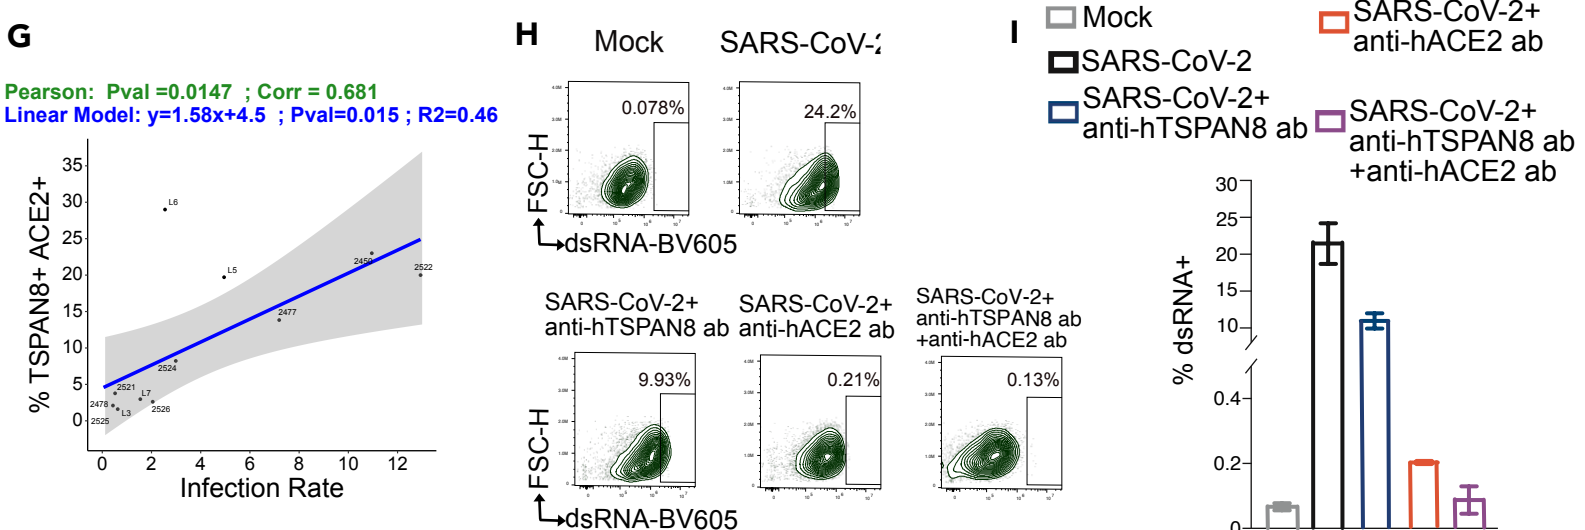 G
Pearson: Pval =0.0147 ; Corr = 0.681
Linear Model: y=1.58x+4.5 ; Pval=0.015 ; R2=0.46
% TSPAN8+ ACE2+
35
30
25
20
15
10
5
0
L6
L5
2459
2522
2477
2524
2521
L7
2478
L3
2526
2525
0 2 4 6 8 10 12
Infection Rate
H
Mock
SARS-CoV-2
0.078%
24.2%
FSC-H
dsRNA-BV605
SARS-CoV-2+
anti-hTSPAN8 ab
SARS-CoV-2+
anti-hACE2 ab
SARS-CoV-2+
anti-hTSPAN8 ab
+anti-hACE2 ab
9.93%
0.21%
0.13%
FSC-H
dsRNA-BV605
I
Mock
SARS-CoV-2
SARS-CoV-2+
anti-hTSPAN8 ab
SARS-CoV-2+
anti-hACE2 ab
SARS-CoV-2+
anti-hTSPAN8 ab
+anti-hACE2 ab
% dsRNA+
30
25
20
15
10
0.4
0.2
0